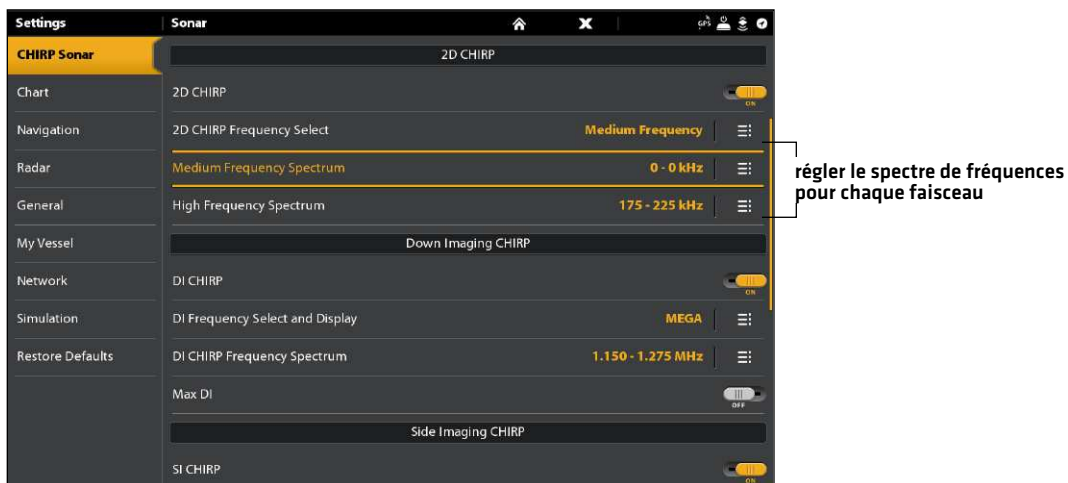 Settings
Sonar
GPS
CHIRP Sonar
2D CHIRP
Chart
2D CHIRP
ON
Navigation
2D CHIRP Frequency Select
Medium Frequency
Radar
Medium Frequency Spectrum
0 - 0 kHz
General
High Frequency Spectrum
175 - 225 kHz
régler le spectre de fréquences
pour chaque faisceau
My Vessel
Down Imaging CHIRP
Network
DI CHIRP
ON
Simulation
DI Frequency Select and Display
MEGA
Restore Defaults
DI CHIRP Frequency Spectrum
1.150 - 1.275 MHz
Max DI
OFF
Side Imaging CHIRP
SI CHIRP
ON